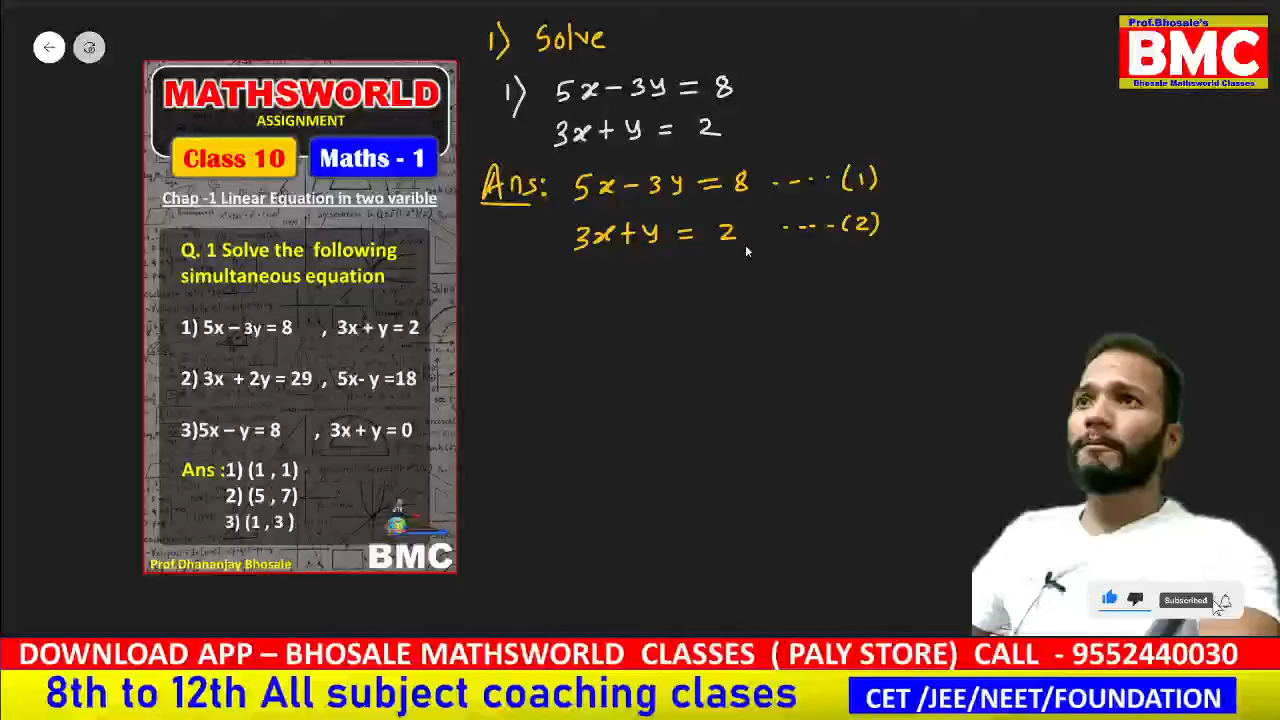 Prof.Bhosale's
BMC
Bhosale Mathsworld Classes
1) Solve
1) 5x - 3y = 8
3x + y = 2
Ans: 5x - 3y = 8 ----- (1)
3x + y = 2 ----- (2)
MATHSWORLD
ASSIGNMENT
Class 10
Maths - 1
Chap -1 Linear Equation in two varible
Q. 1 Solve the following
simultaneous equation
1) 5x – 3y = 8 , 3x + y = 2
2) 3x + 2y = 29 , 5x- y =18
3)5x – y = 8 , 3x + y = 0
Ans :1) (1 , 1)
2) (5 , 7)
3) (1 , 3 )
BMC
Prof.Dhananjay Bhosale
Subscribed
DOWNLOAD APP – BHOSALE MATHSWORLD CLASSES ( PALY STORE) CALL - 9552440030
8th to 12th All subject coaching clases
CET /JEE/NEET/FOUNDATION